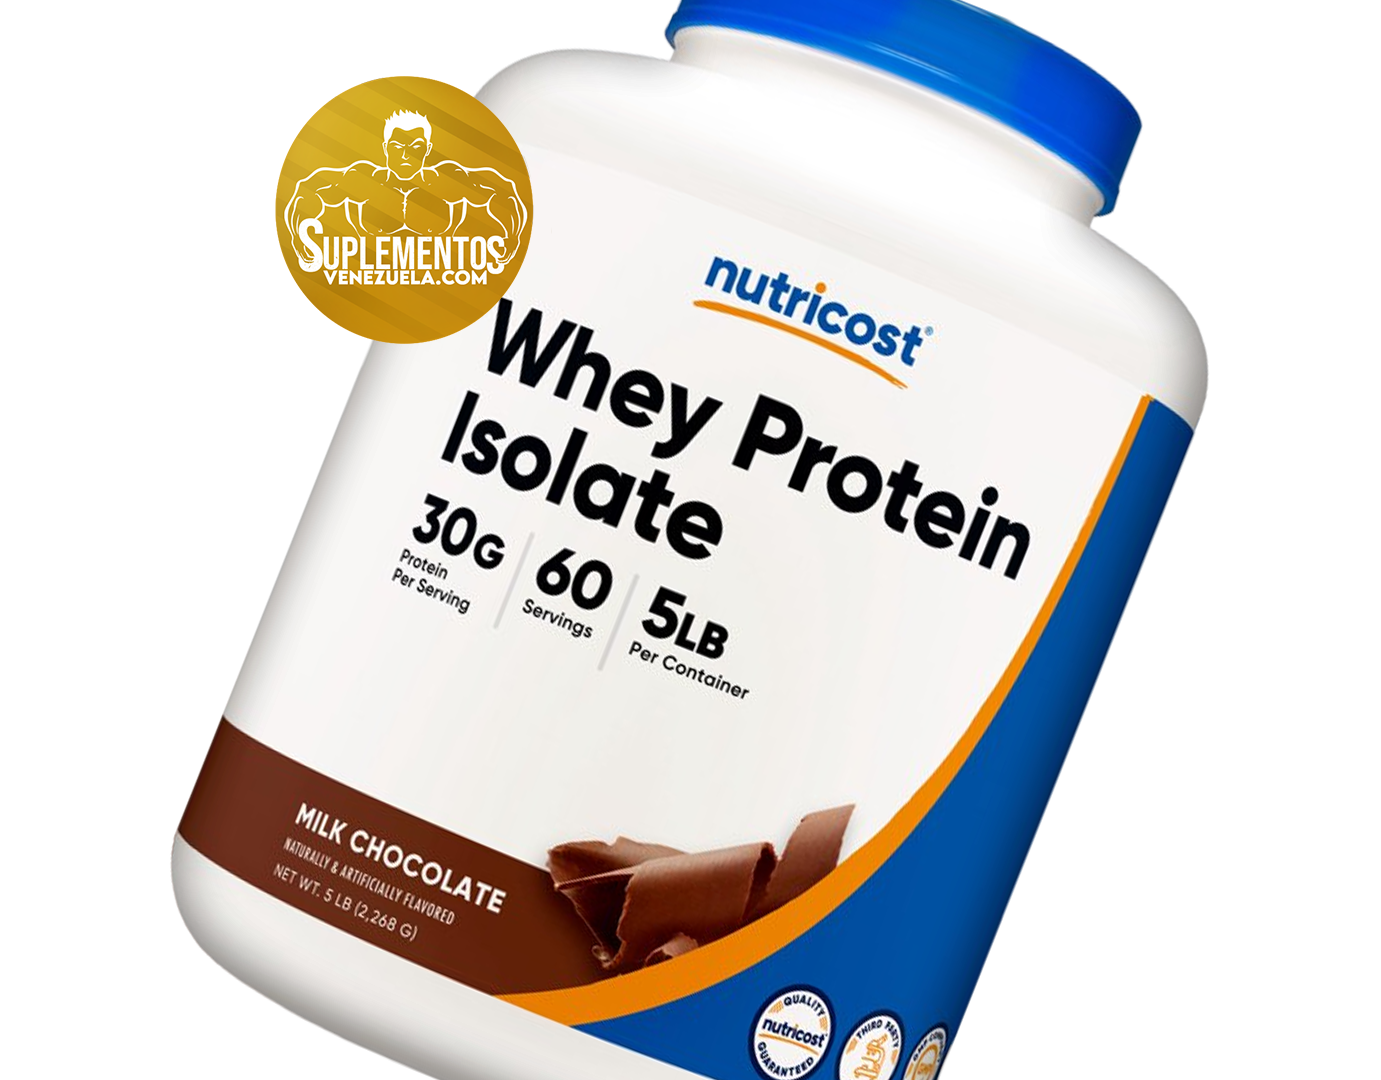 SUPLEMENTOS
VENEZUELA.COM
nutricost®
Whey Protein
Isolate
30G
Protein
Per Serving
60
Servings
5LB
Per Container
MILK CHOCOLATE
NATURALLY & ARTIFICIALLY FLAVORED
NET WT. 5 LB (2,268 G)
QUALITY
nutricost
GUARANTEED
THIRD PARTY
GMP